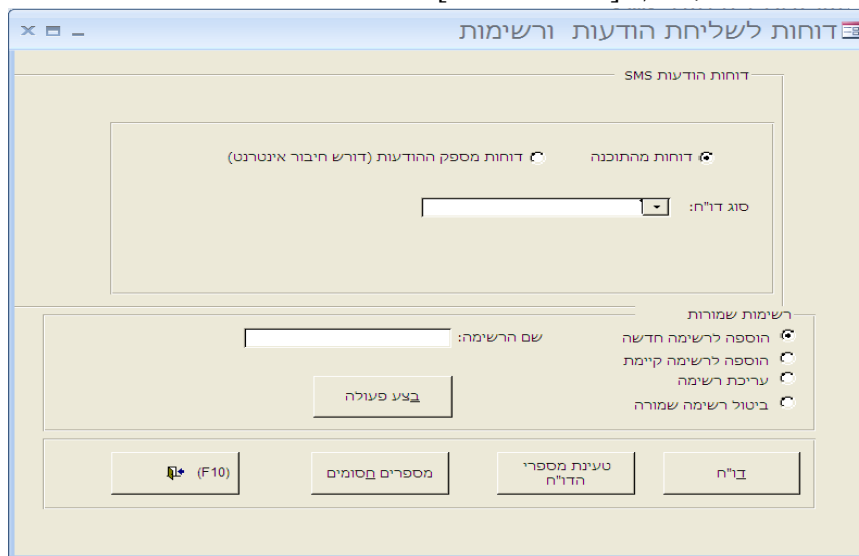 דוחות לשליחת הודעות ורשימות
דוחות הודעות SMS
דוחות מהתוכנה
דוחות מספק ההודעות (דורש חיבור אינטרנט)
סוג דו"ח:
רשימות שמורות
הוספה לרשימה חדשה
שם הרשימה:
הוספה לרשימה קיימת
עריכת רשימה
ביטול רשימה שמורה
בצע פעולה
דו"ח
טעינת מספרי
הדו"ח
מספרים חסומים
(F10)